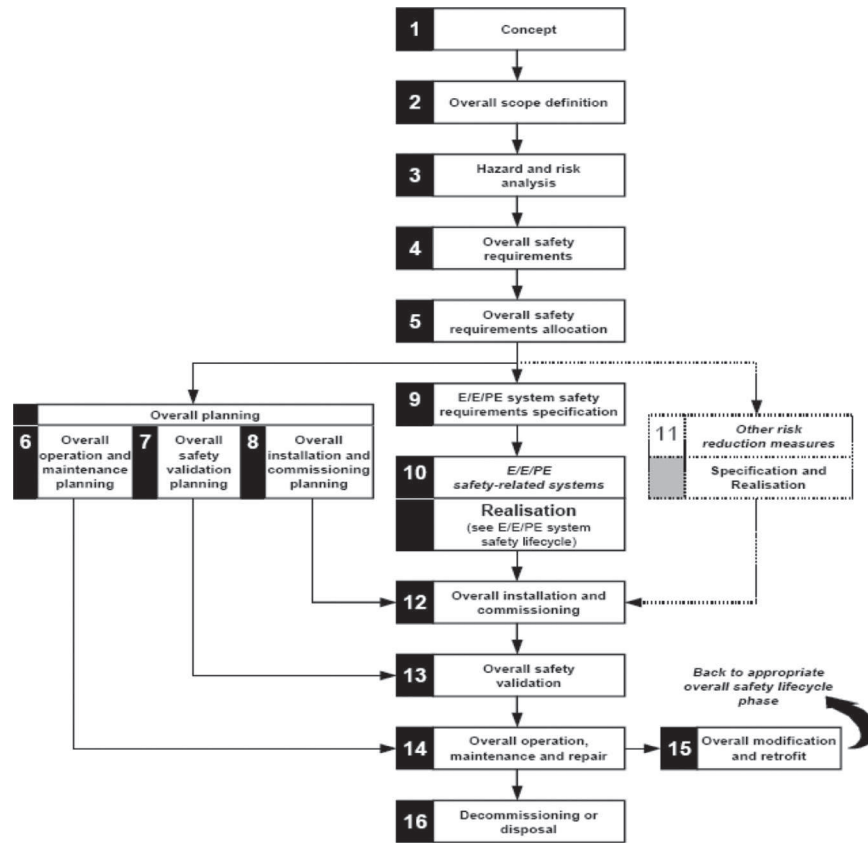 1
Concept
2
Overall scope definition
3
Hazard and risk
analysis
4
Overall safety
requirements
5
Overall safety
requirements allocation
Overall planning
6
Overall
operation and
maintenance
planning
7
Overall
safety
validation
planning
8
Overall
installation and
commissioning
planning
9
E/E/PE system safety
requirements specification
10
E/E/PE
safety-related systems
Realisation
(see E/E/PE system
safety lifecycle)
11
Other risk
reduction measures
Specification and
Realisation
12
Overall installation and
commissioning
13
Overall safety
validation
Back to appropriate
overall safety lifecycle
phase
14
Overall operation,
maintenance and repair
15
Overall modification
and retrofit
16
Decommissioning or
disposal